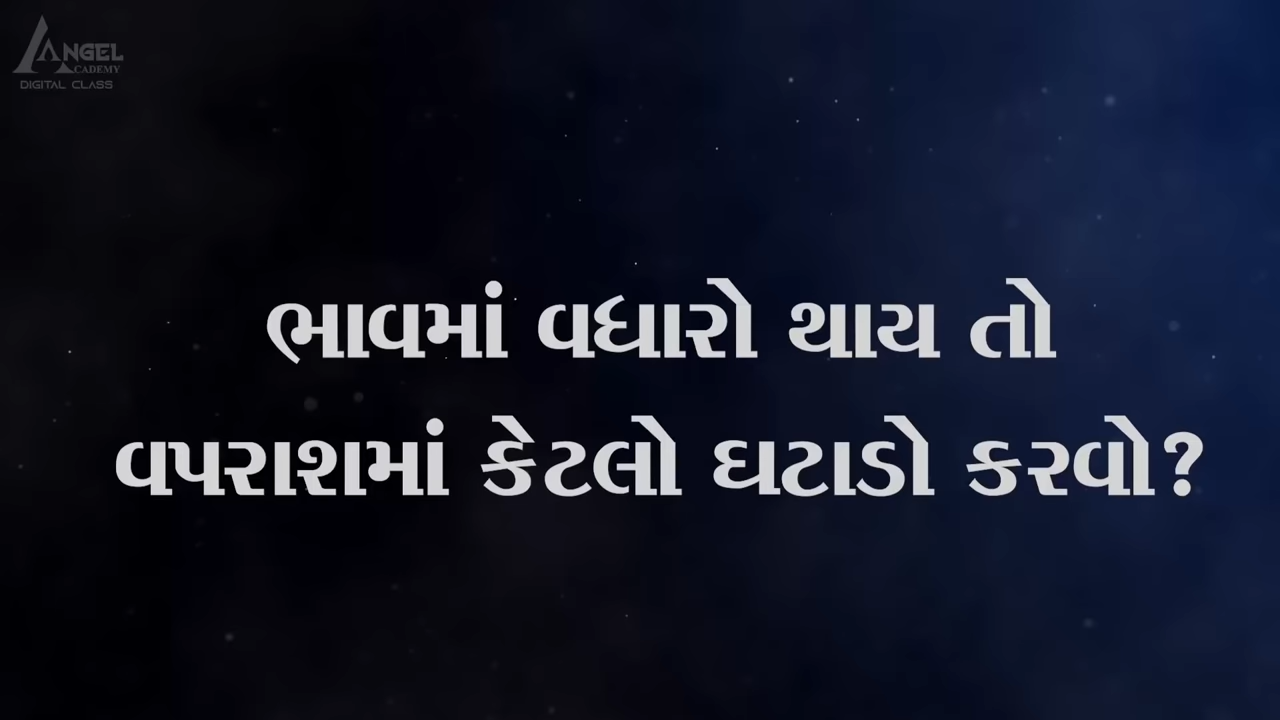 ANGEL
ACADEMY
DIGITAL CLASS
ભાવમાં વધારો થાય તો
વપરાશમાં કેટલો ઘટાડો કરવો?